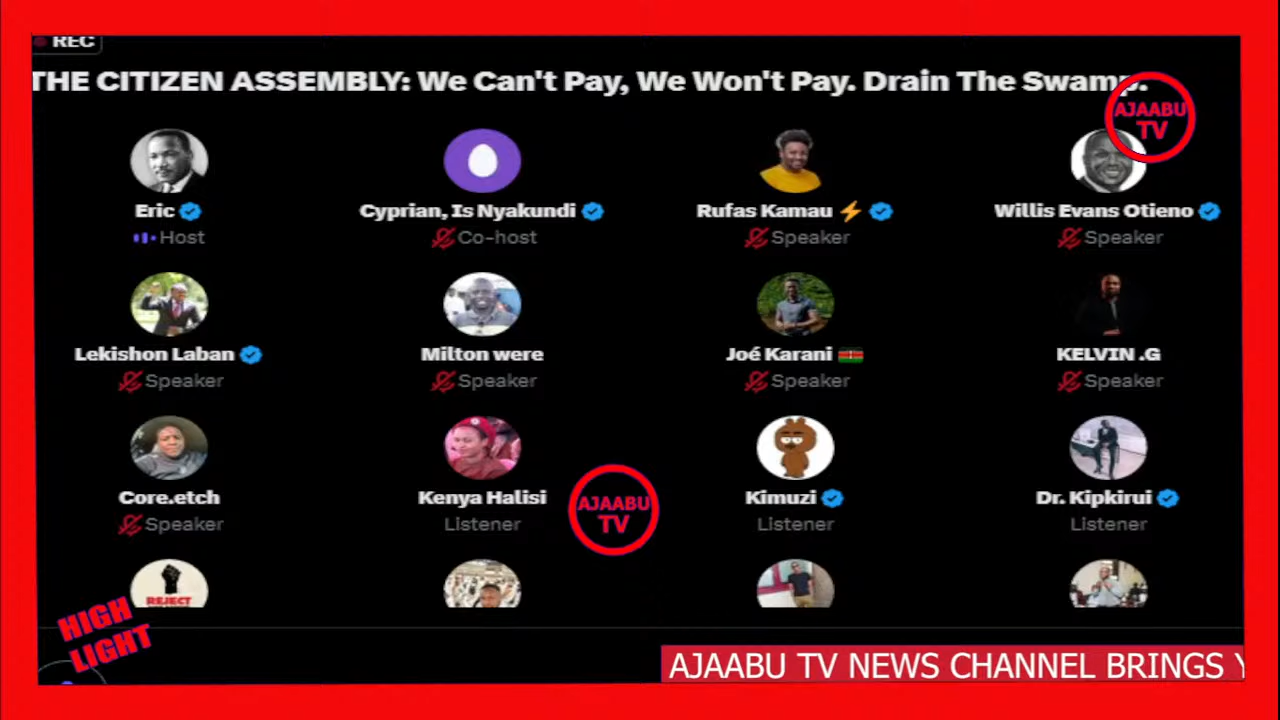 REC
THE CITIZEN ASSEMBLY: We Can't Pay, We Won't Pay. Drain The Swamp.
AJAABU
TV
Eric
Host
Cyprian, Is Nyakundi
Co-host
Rufas Kamau ⚡
Speaker
Willis Evans Otieno
Speaker
Lekishon Laban
Speaker
Milton were
Speaker
Joé Karani 🇰🇪
Speaker
KELVIN .G
Speaker
Core.etch
Speaker
Kenya Halisi
Listener
AJAABU
TV
Kimuzi
Listener
Dr. Kipkirui
Listener
REJECT
HIGH
LIGHT
AJAABU TV NEWS CHANNEL BRINGS